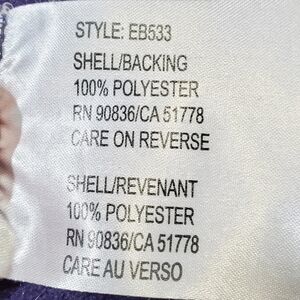 STYLE: EB533
SHELL/BACKING
100% POLYESTER
RN 90836/CA 51778
CARE ON REVERSE
SHELL/REVENANT
100% POLYESTER
RN 90836/CA 51778
CARE AU VERSO